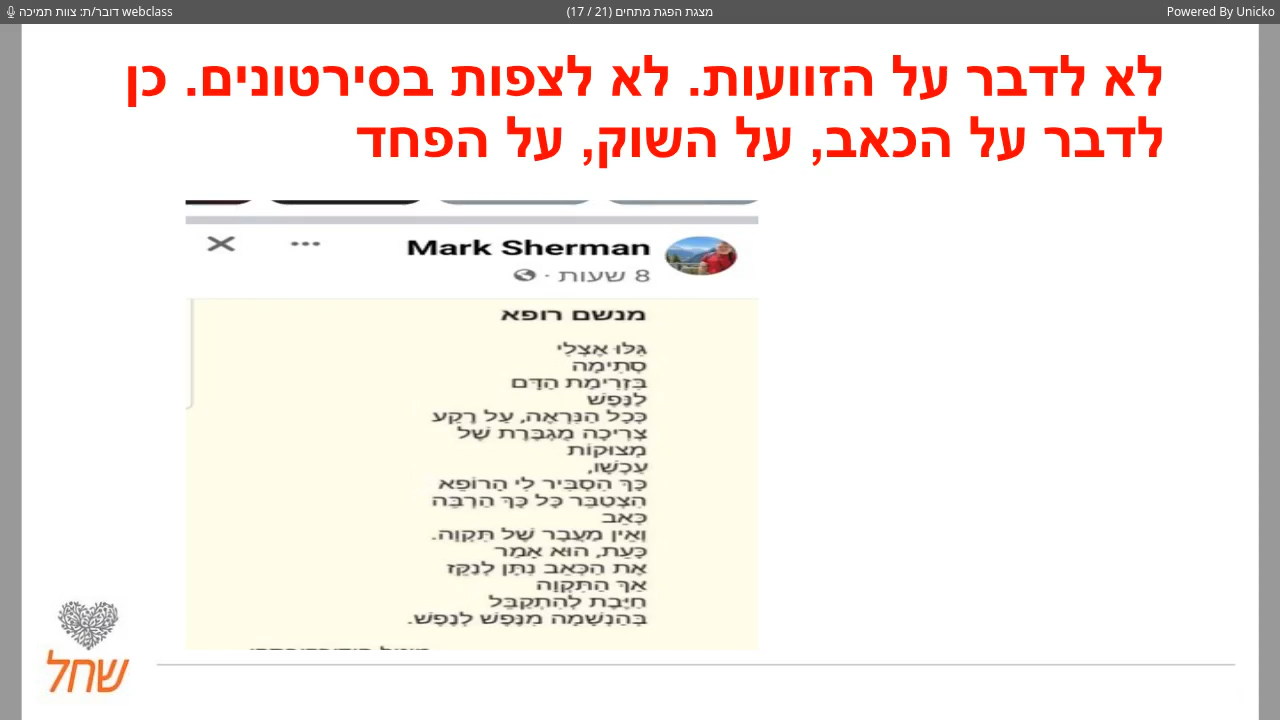 דובר/ת: צוות תמיכה webclass
מצגת הפגת מתחים (21 / 17)
Powered By Unicko
לא לדבר על הזוועות. לא לצפות בסירטונים. כן
לדבר על הכאב, על השוק, על הפחד
Mark Sherman
8 שעות ·
מנשם רופא
גִּלּוּ אֶצְלִי
סְתִימָה
בִּזְרִימַת הַדָּם
לַנֶּפֶשׁ
כְּכָל הַנִּרְאֶה, עַל רֶקַע
צְרִיכָה מֻגְבֶּרֶת שֶׁל
מְצוּקוֹת
עַכְשָׁו,
כָּךְ הִסְבִּיר לִי הָרוֹפֵא
הִצְטַבֵּר כָּל כָּךְ הַרְבֵּה
כְּאֵב
וְאֵין מַעֲבָר שֶׁל תִּקְוָה.
כָּעֵת, הוּא אָמַר
אֶת הַכְּאֵב נִתָּן לְנַקֵּז
אַךְ הַתִּקְוָה
חַיֶּבֶת לְהִתְקַבֵּל
בְּהַנְשָׁמָה מִנֶּפֶשׁ לְנֶפֶשׁ.
שחל